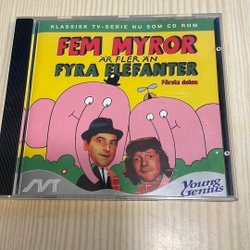 KLASSISK TV-SERIE NU SOM CD ROM
FEM MYROR
ÄR FLER ÄN
FYRA ELEFANTER
Första delen
SVT
Young
Genius